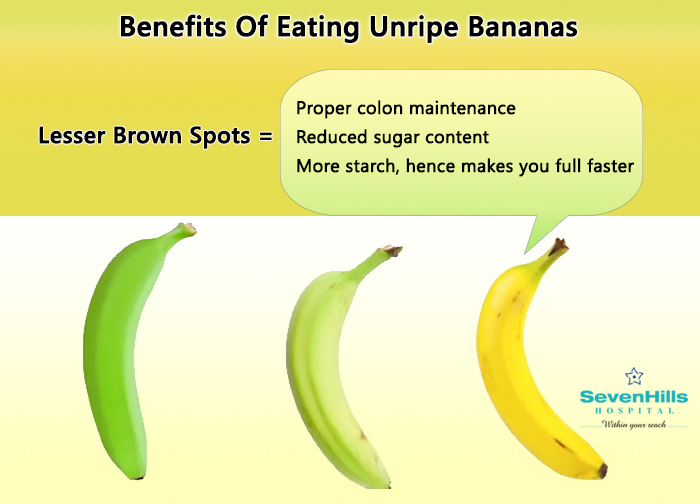 Benefits Of Eating Unripe Bananas
Lesser Brown Spots =
Proper colon maintenance
Reduced sugar content
More starch, hence makes you full faster
SevenHills
HOSPITAL
Within your reach